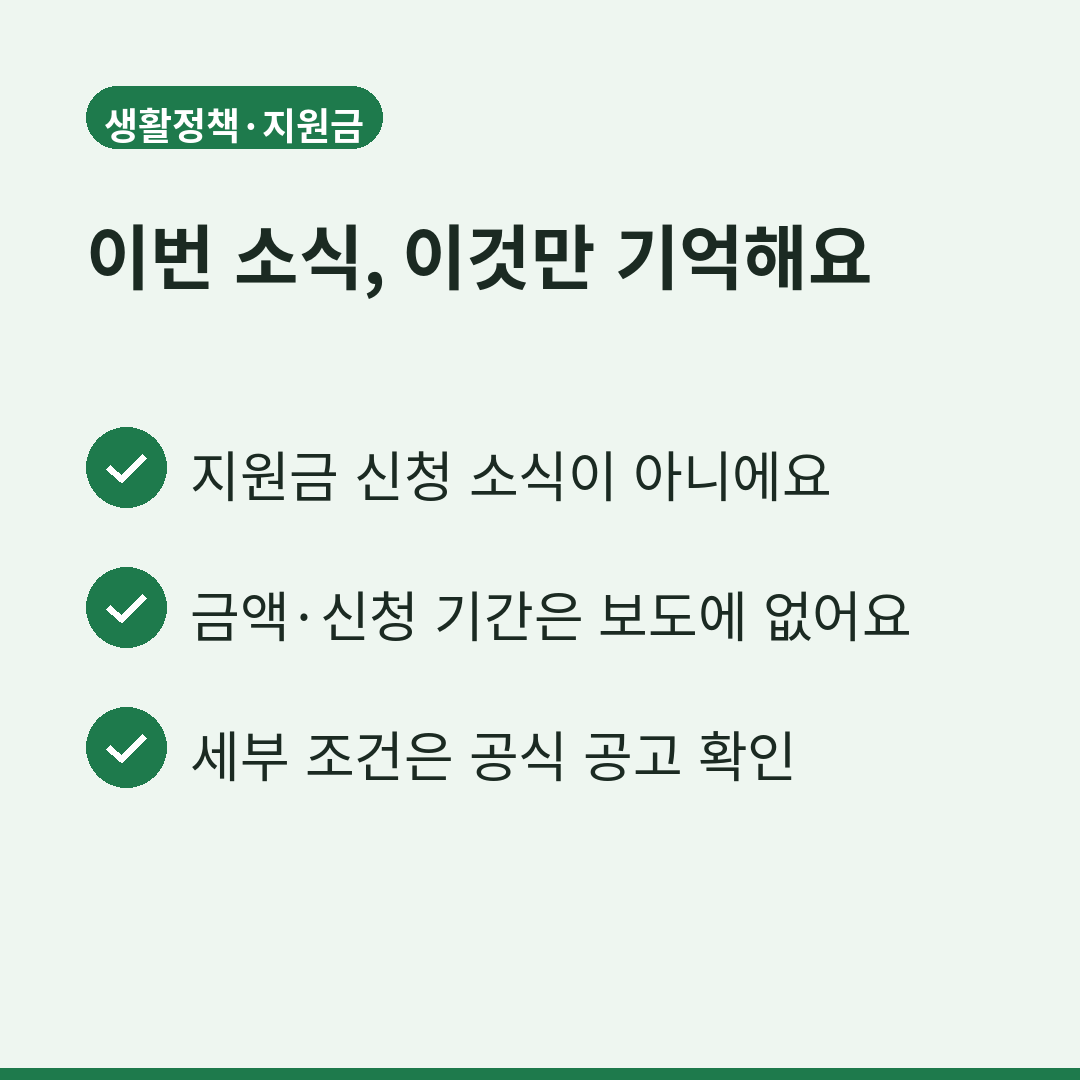 생활정책·지원금
이번 소식, 이것만 기억해요
지원금 신청 소식이 아니에요
금액·신청 기간은 보도에 없어요
세부 조건은 공식 공고 확인